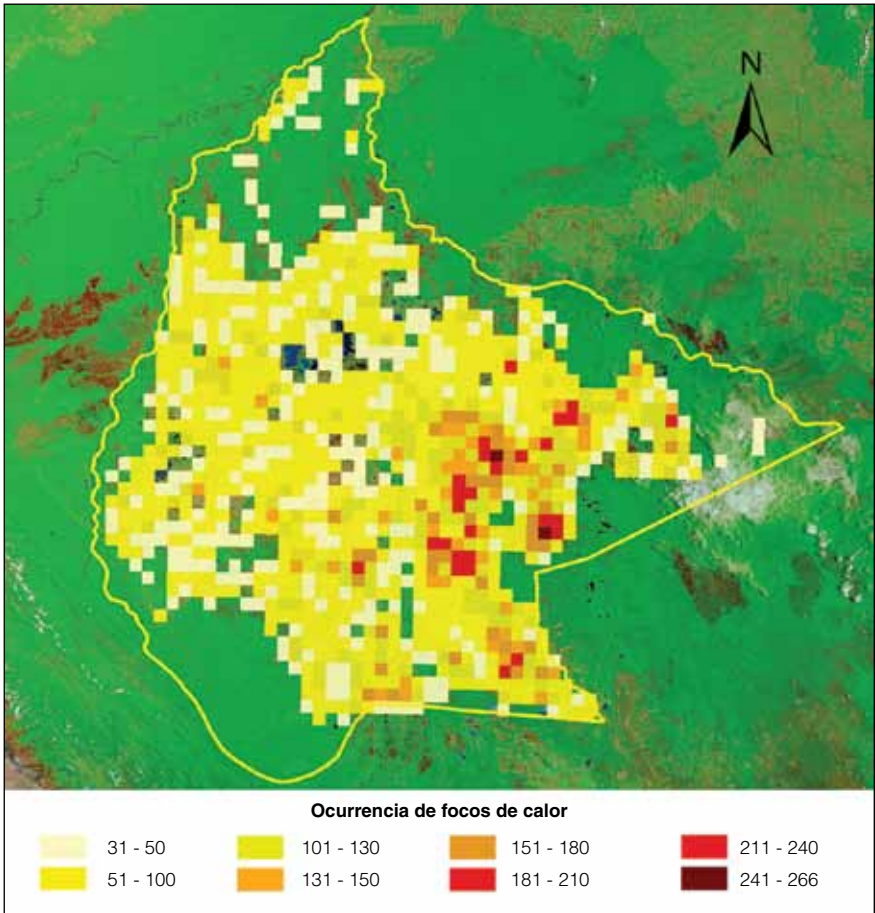 N
Ocurrencia de focos de calor
31 - 50 101 - 130 151 - 180 211 - 240
51 - 100 131 - 150 181 - 210 241 - 266